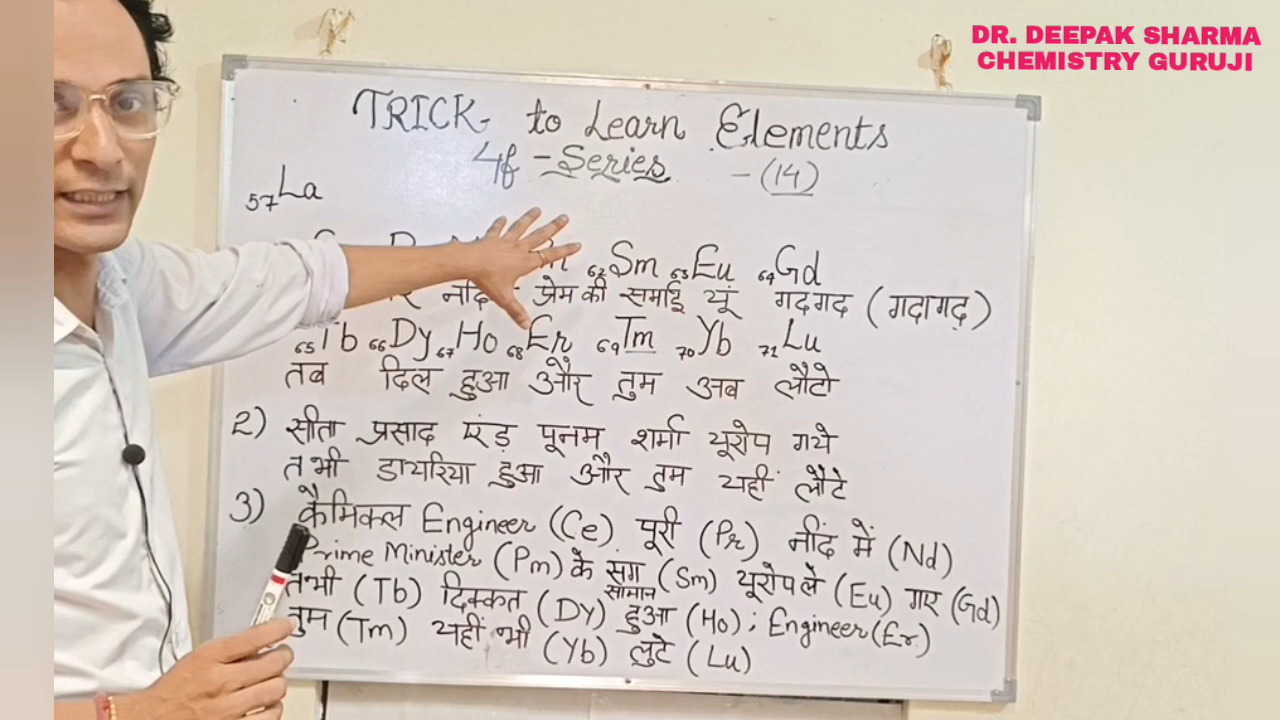 DR. DEEPAK SHARMA
CHEMISTRY GURUJI
TRICK to Learn Elements
4f - Series - (14)
57La
62Sm 63Eu 64Gd
प्रेम की समाई यूं गदगद (गदागद)
65Tb 66Dy 67Ho 68Er 69Tm 70Yb 71Lu
तब दिल हुआ और तुम अब लौटो
2) सीता प्रसाद एंड पूनम शर्मा यूरोप गये
तभी डायरिया हुआ और तुम यहीं लौटे
3) कैमिकल Engineer (Ce) पूरी (Pr) नींद में (Nd)
Prime Minister (Pm) के संग (Sm) यूरोप ले (Eu) गए (Gd)
सामान
तभी (Tb) दिक्कत (DY) हुआ (Ho) ; Engineer (Er)
तुम (Tm) यहीं भी (Yb) लुटे (Lu)